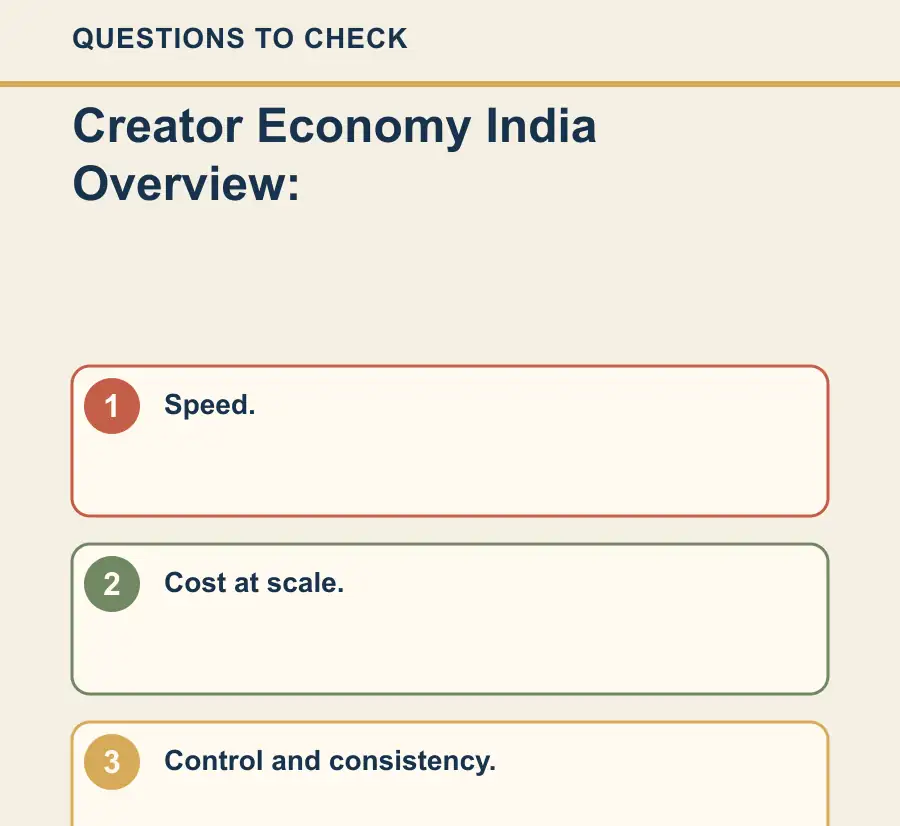 QUESTIONS TO CHECK
Creator Economy India
Overview:
1
Speed.
2
Cost at scale.
3
Control and consistency.